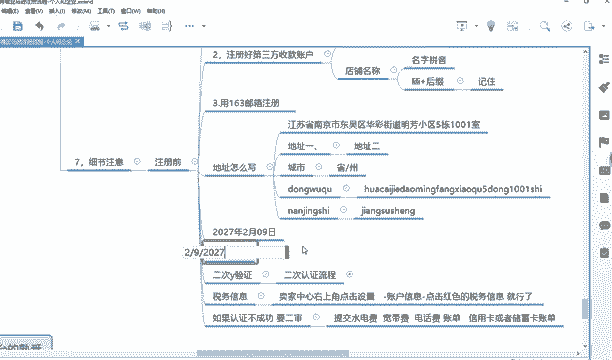 2，注册好第三方收款账户
店铺名称
名字拼音
后缀
记住
3.用163邮箱注册
江苏省南京市东吴区华彩街道明芳小区5栋1001室
地址一、
地址二
7，细节注意
注册前
地址怎么写
城市
省/州
dongwuqu
huacaijiedaomingfangxiaoqu5dong1001shi
nanjingshi
jiangsusheng
2027年2月09日
2/9/2027
二次y验证
二次认证流程
税务信息
卖家中心右上角点击设置 -账户信息-点击红色的税务信息 就行了
如果认证不成功 要二审
提交水电费 宽带费 电话费 账单 信用卡或者储蓄卡账单